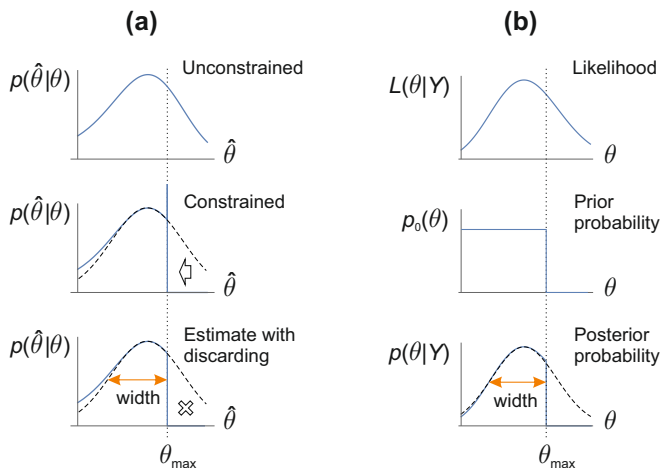 (a)
p(θ̂|θ)
Unconstrained
θ̂
p(θ̂|θ)
Constrained
θ̂
p(θ̂|θ)
Estimate with
discarding
width
θ̂
θmax
(b)
L(θ|Y)
Likelihood
θ
p₀(θ)
Prior
probability
θ
p(θ|Y)
Posterior
probability
width
θ
θmax